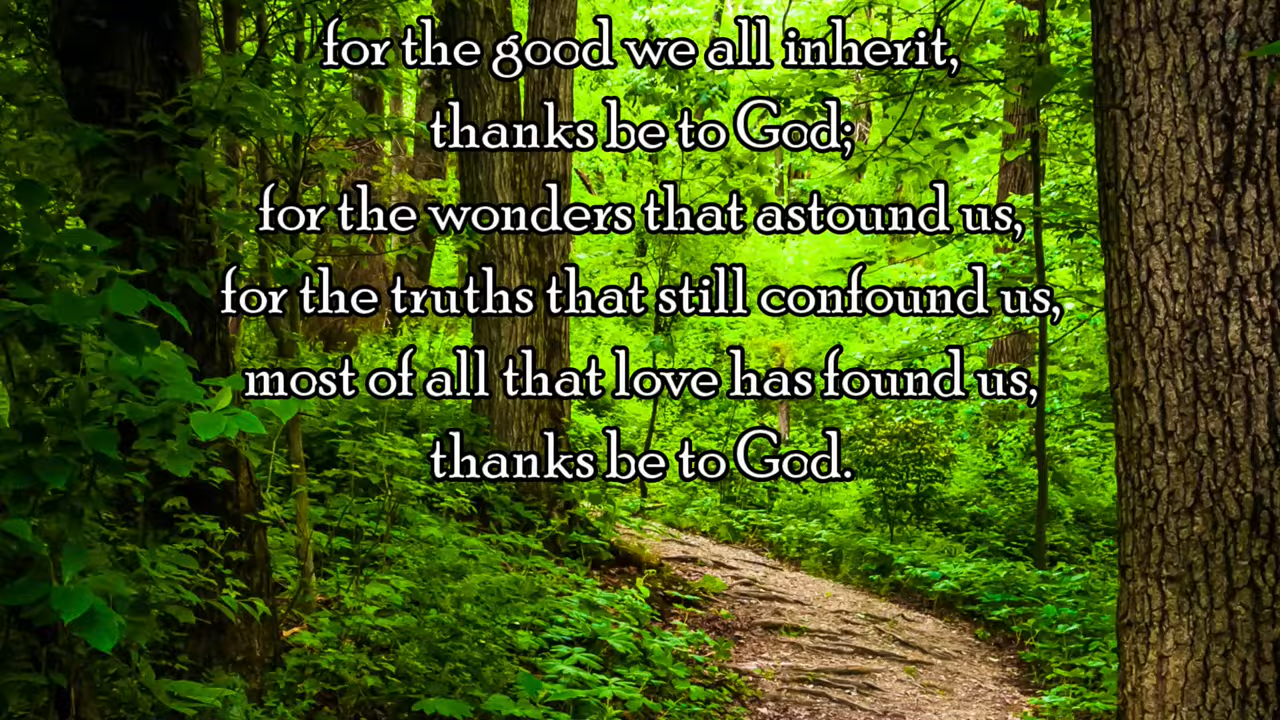 for the good we all inherit,
thanks be to God;
for the wonders that astound us,
for the truths that still confound us,
most of all that love has found us,
thanks be to God.